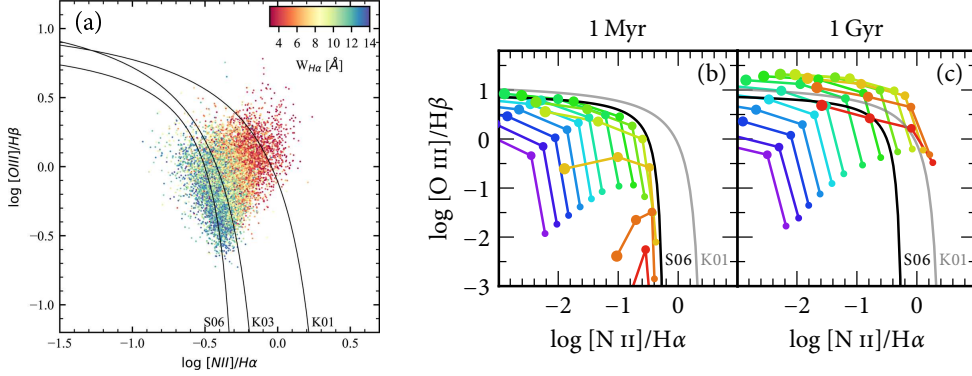 (a)
3 4 6 8 10 12 14
W_{Hα} [Å]
1.0
0.5
0.0
−0.5
−1.0
log [OIII]/Hβ
S06 K03 K01
−1.5 −1.0 −0.5 0.0 0.5
log [NII]/Hα
1 Myr 1 Gyr
(b) (c)
1
0
−1
−2
−3
log [O III]/Hβ
S06 K01 S06 K01
−2 −1 0 −2 −1 0
log [N II]/Hα log [N II]/Hα